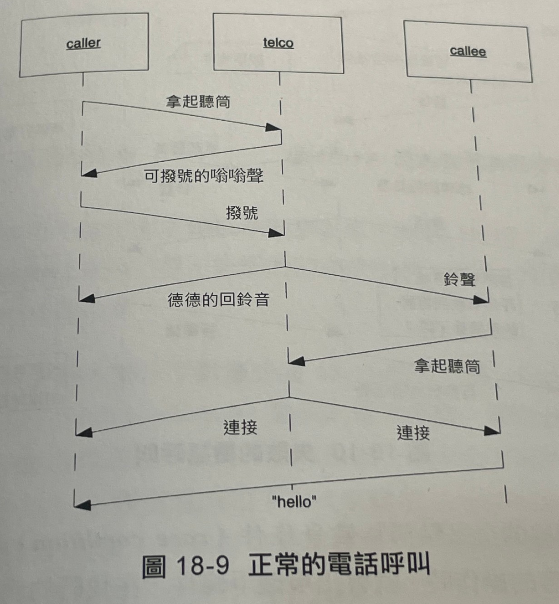 caller
telco
callee
拿起聽筒
可撥號的嗡嗡聲
撥號
鈴聲
德德的回鈴音
拿起聽筒
連接
連接
"hello"
圖 18-9 正常的電話呼叫